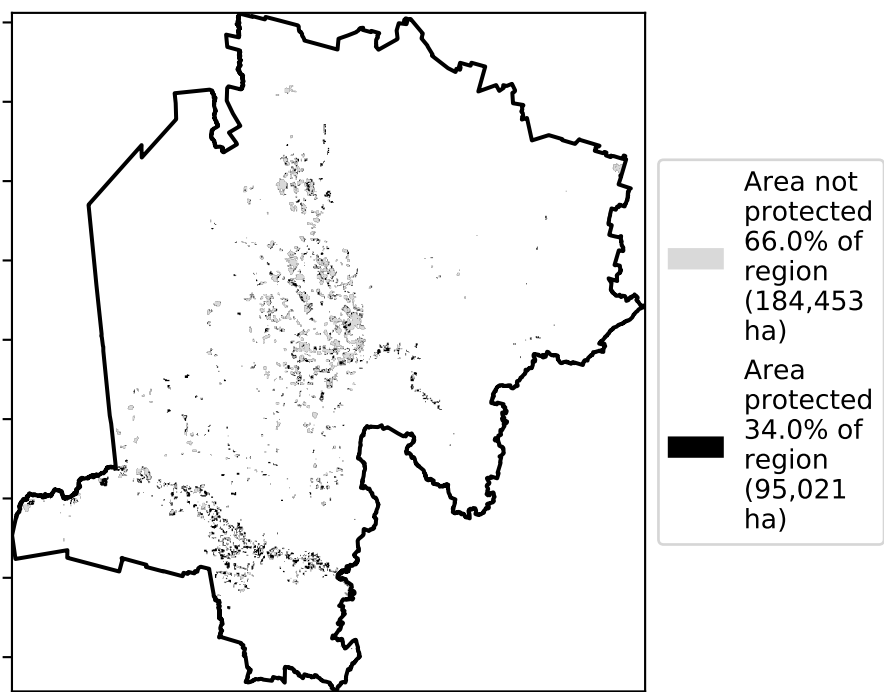 Area not
protected
66.0% of
region
(184,453
ha)
Area
protected
34.0% of
region
(95,021
ha)